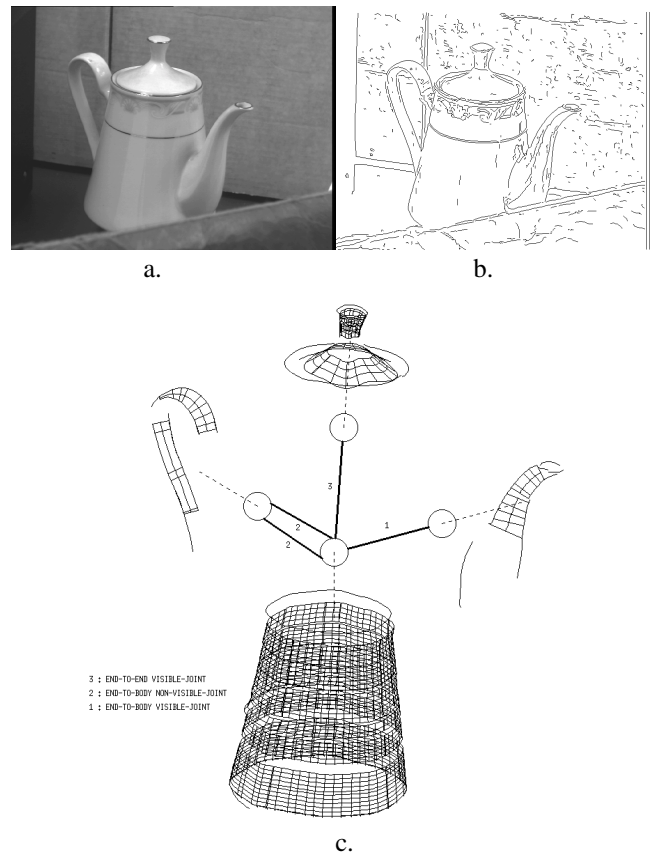 a.
b.
3
1
2
2
3 : END-TO-END VISIBLE-JOINT
2 : END-TO-BODY NON-VISIBLE-JOINT
1 : END-TO-BODY VISIBLE-JOINT
c.